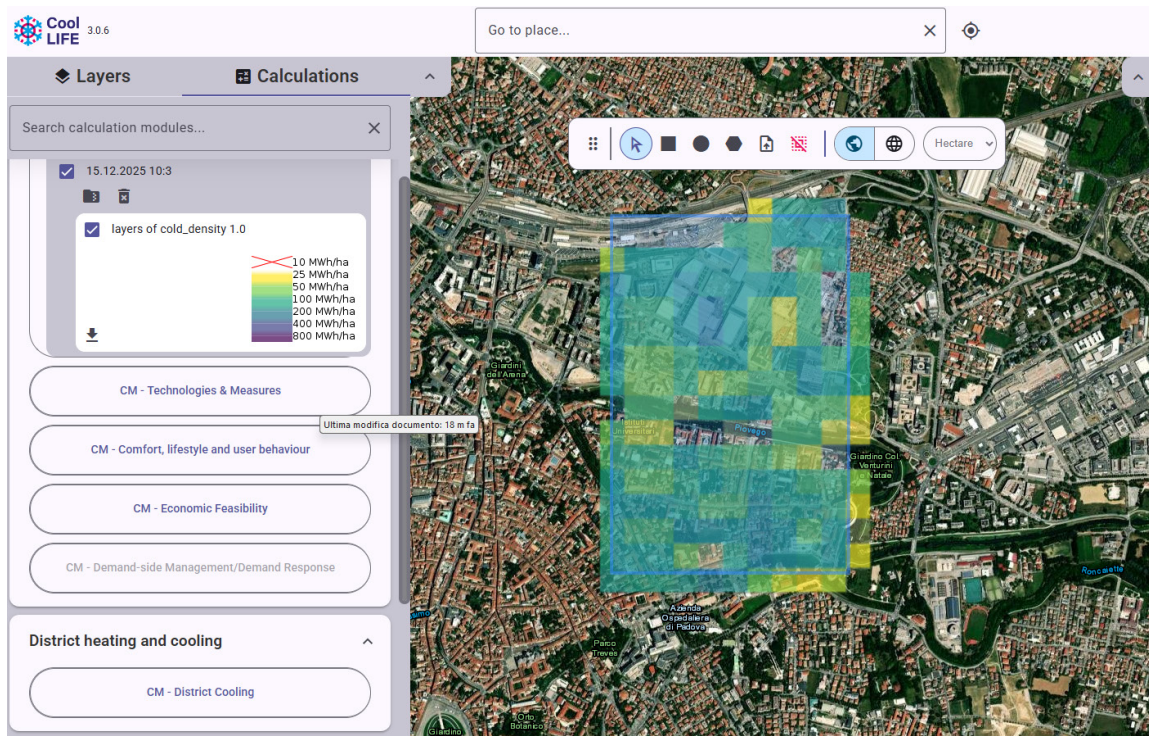 Cool
LIFE
3.0.6
Go to place...
Layers
Calculations
Search calculation modules...
Hectare
15.12.2025 10:3
layers of cold_density 1.0
10 MWh/ha
25 MWh/ha
50 MWh/ha
100 MWh/ha
200 MWh/ha
400 MWh/ha
800 MWh/ha
CM - Technologies & Measures
Ultima modifica documento: 18 m fa
CM - Comfort, lifestyle and user behaviour
CM - Economic Feasibility
CM - Demand-side Management/Demand Response
District heating and cooling
CM - District Cooling
Giardini
dell'Arena
Istituti
Universitari
Piovego
Giardino Col.
Venturini
e Natale
Roncajette
Azienda
Ospedaliera
di Padova
Parco
Treves
Orto
Botanico
Giardino